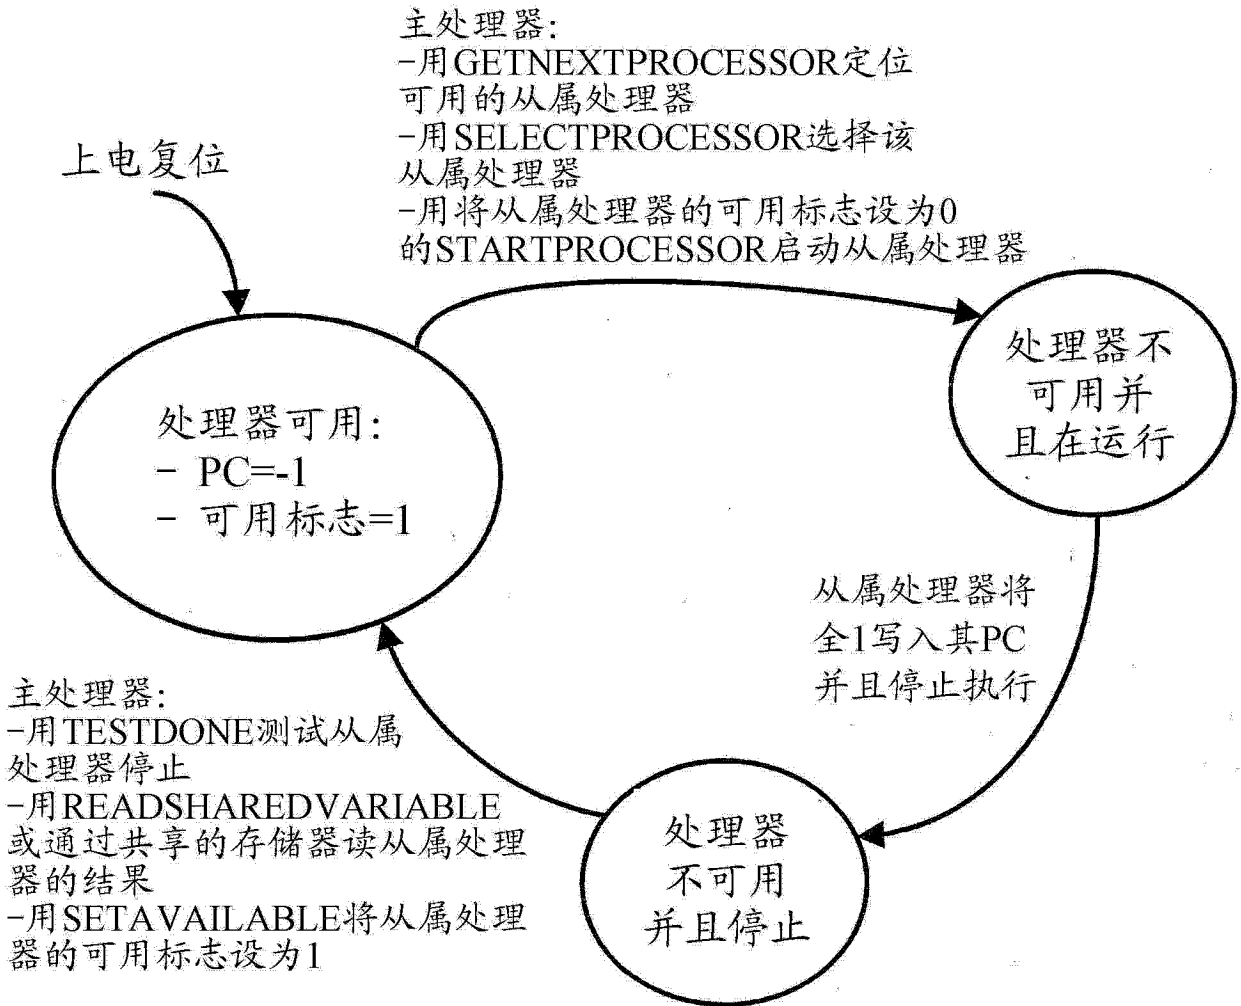 主处理器:
-用GETNEXTPROCESSOR定位
可用的从属处理器
-用SELECTPROCESSOR选择该
从属处理器
-用将从属处理器的可用标志设为0
的STARTPROCESSOR启动从属处理器
上电复位
处理器可用:
- PC=-1
- 可用标志=1
处理器不
可用并
且在运行
从属处理器将
全1写入其PC
并且停止执行
处理器
不可用
并且停止
主处理器:
-用TESTDONE测试从属
处理器停止
-用READSHAREDVARIABLE
或通过共享的存储器读从属处理
器的结果
-用SETAVAILABLE将从属处理
器的可用标志设为1